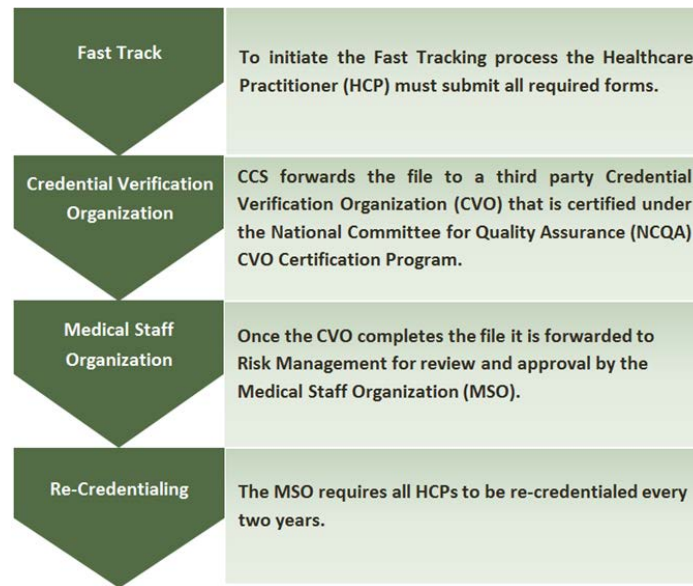 Fast Track
To initiate the Fast Tracking process the Healthcare
Practitioner (HCP) must submit all required forms.
Credential Verification
Organization
CCS forwards the file to a third party Credential
Verification Organization (CVO) that is certified under
the National Committee for Quality Assurance (NCQA)
CVO Certification Program.
Medical Staff
Organization
Once the CVO completes the file it is forwarded to
Risk Management for review and approval by the
Medical Staff Organization (MSO).
Re-Credentialing
The MSO requires all HCPs to be re-credentialed every
two years.